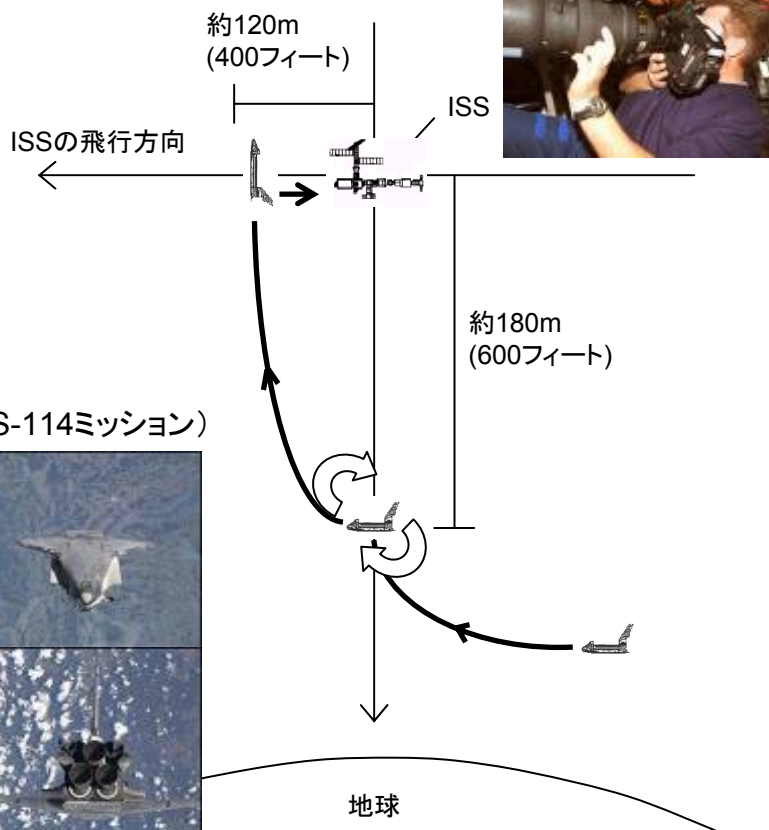 約120m
(400フィート)
ISS
ISSの飛行方向
約180m
(600フィート)
S-114ミッション）
地球